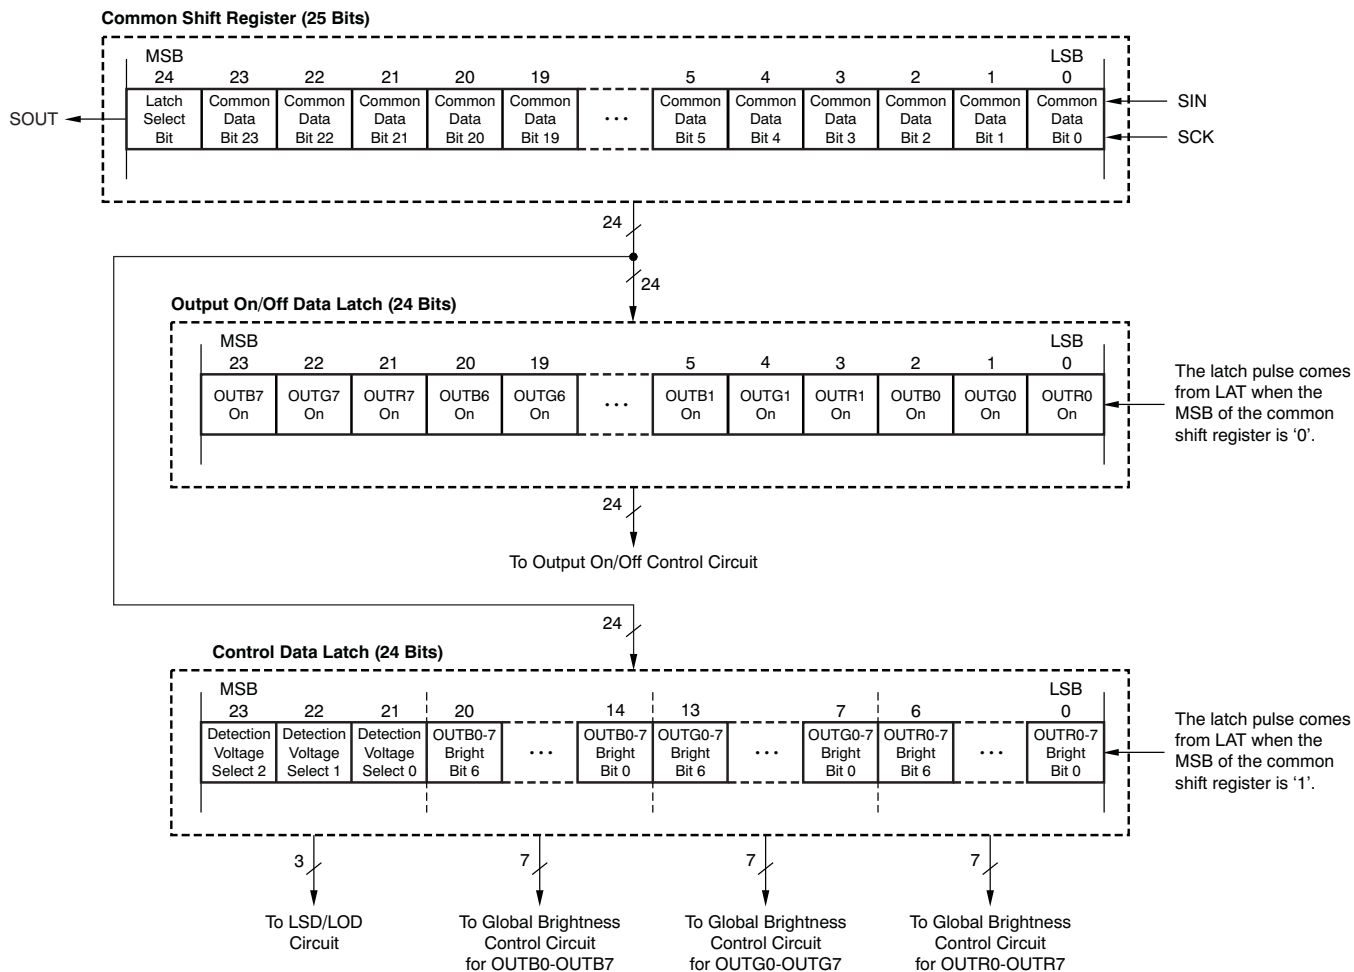 Common Shift Register (25 Bits)
MSB LSB
24 23 22 21 20 19 5 4 3 2 1 0
Latch Select Bit
Common Data Bit 23
Common Data Bit 22
Common Data Bit 21
Common Data Bit 20
Common Data Bit 19
...
Common Data Bit 5
Common Data Bit 4
Common Data Bit 3
Common Data Bit 2
Common Data Bit 1
Common Data Bit 0
SOUT
SIN
SCK
24
24
Output On/Off Data Latch (24 Bits)
MSB LSB
23 22 21 20 19 5 4 3 2 1 0
OUTB7 On
OUTG7 On
OUTR7 On
OUTB6 On
OUTG6 On
...
OUTB1 On
OUTG1 On
OUTR1 On
OUTB0 On
OUTG0 On
OUTR0 On
The latch pulse comes
from LAT when the
MSB of the common
shift register is ‘0’.
24
To Output On/Off Control Circuit
24
Control Data Latch (24 Bits)
MSB LSB
23 22 21 20 14 13 7 6 0
Detection Voltage Select 2
Detection Voltage Select 1
Detection Voltage Select 0
OUTB0-7 Bright Bit 6
...
OUTB0-7 Bright Bit 0
OUTG0-7 Bright Bit 6
...
OUTG0-7 Bright Bit 0
OUTR0-7 Bright Bit 6
...
OUTR0-7 Bright Bit 0
The latch pulse comes
from LAT when the
MSB of the common
shift register is ‘1’.
3 7 7 7
To LSD/LOD
Circuit
To Global Brightness
Control Circuit
for OUTB0-OUTB7
To Global Brightness
Control Circuit
for OUTG0-OUTG7
To Global Brightness
Control Circuit
for OUTR0-OUTR7